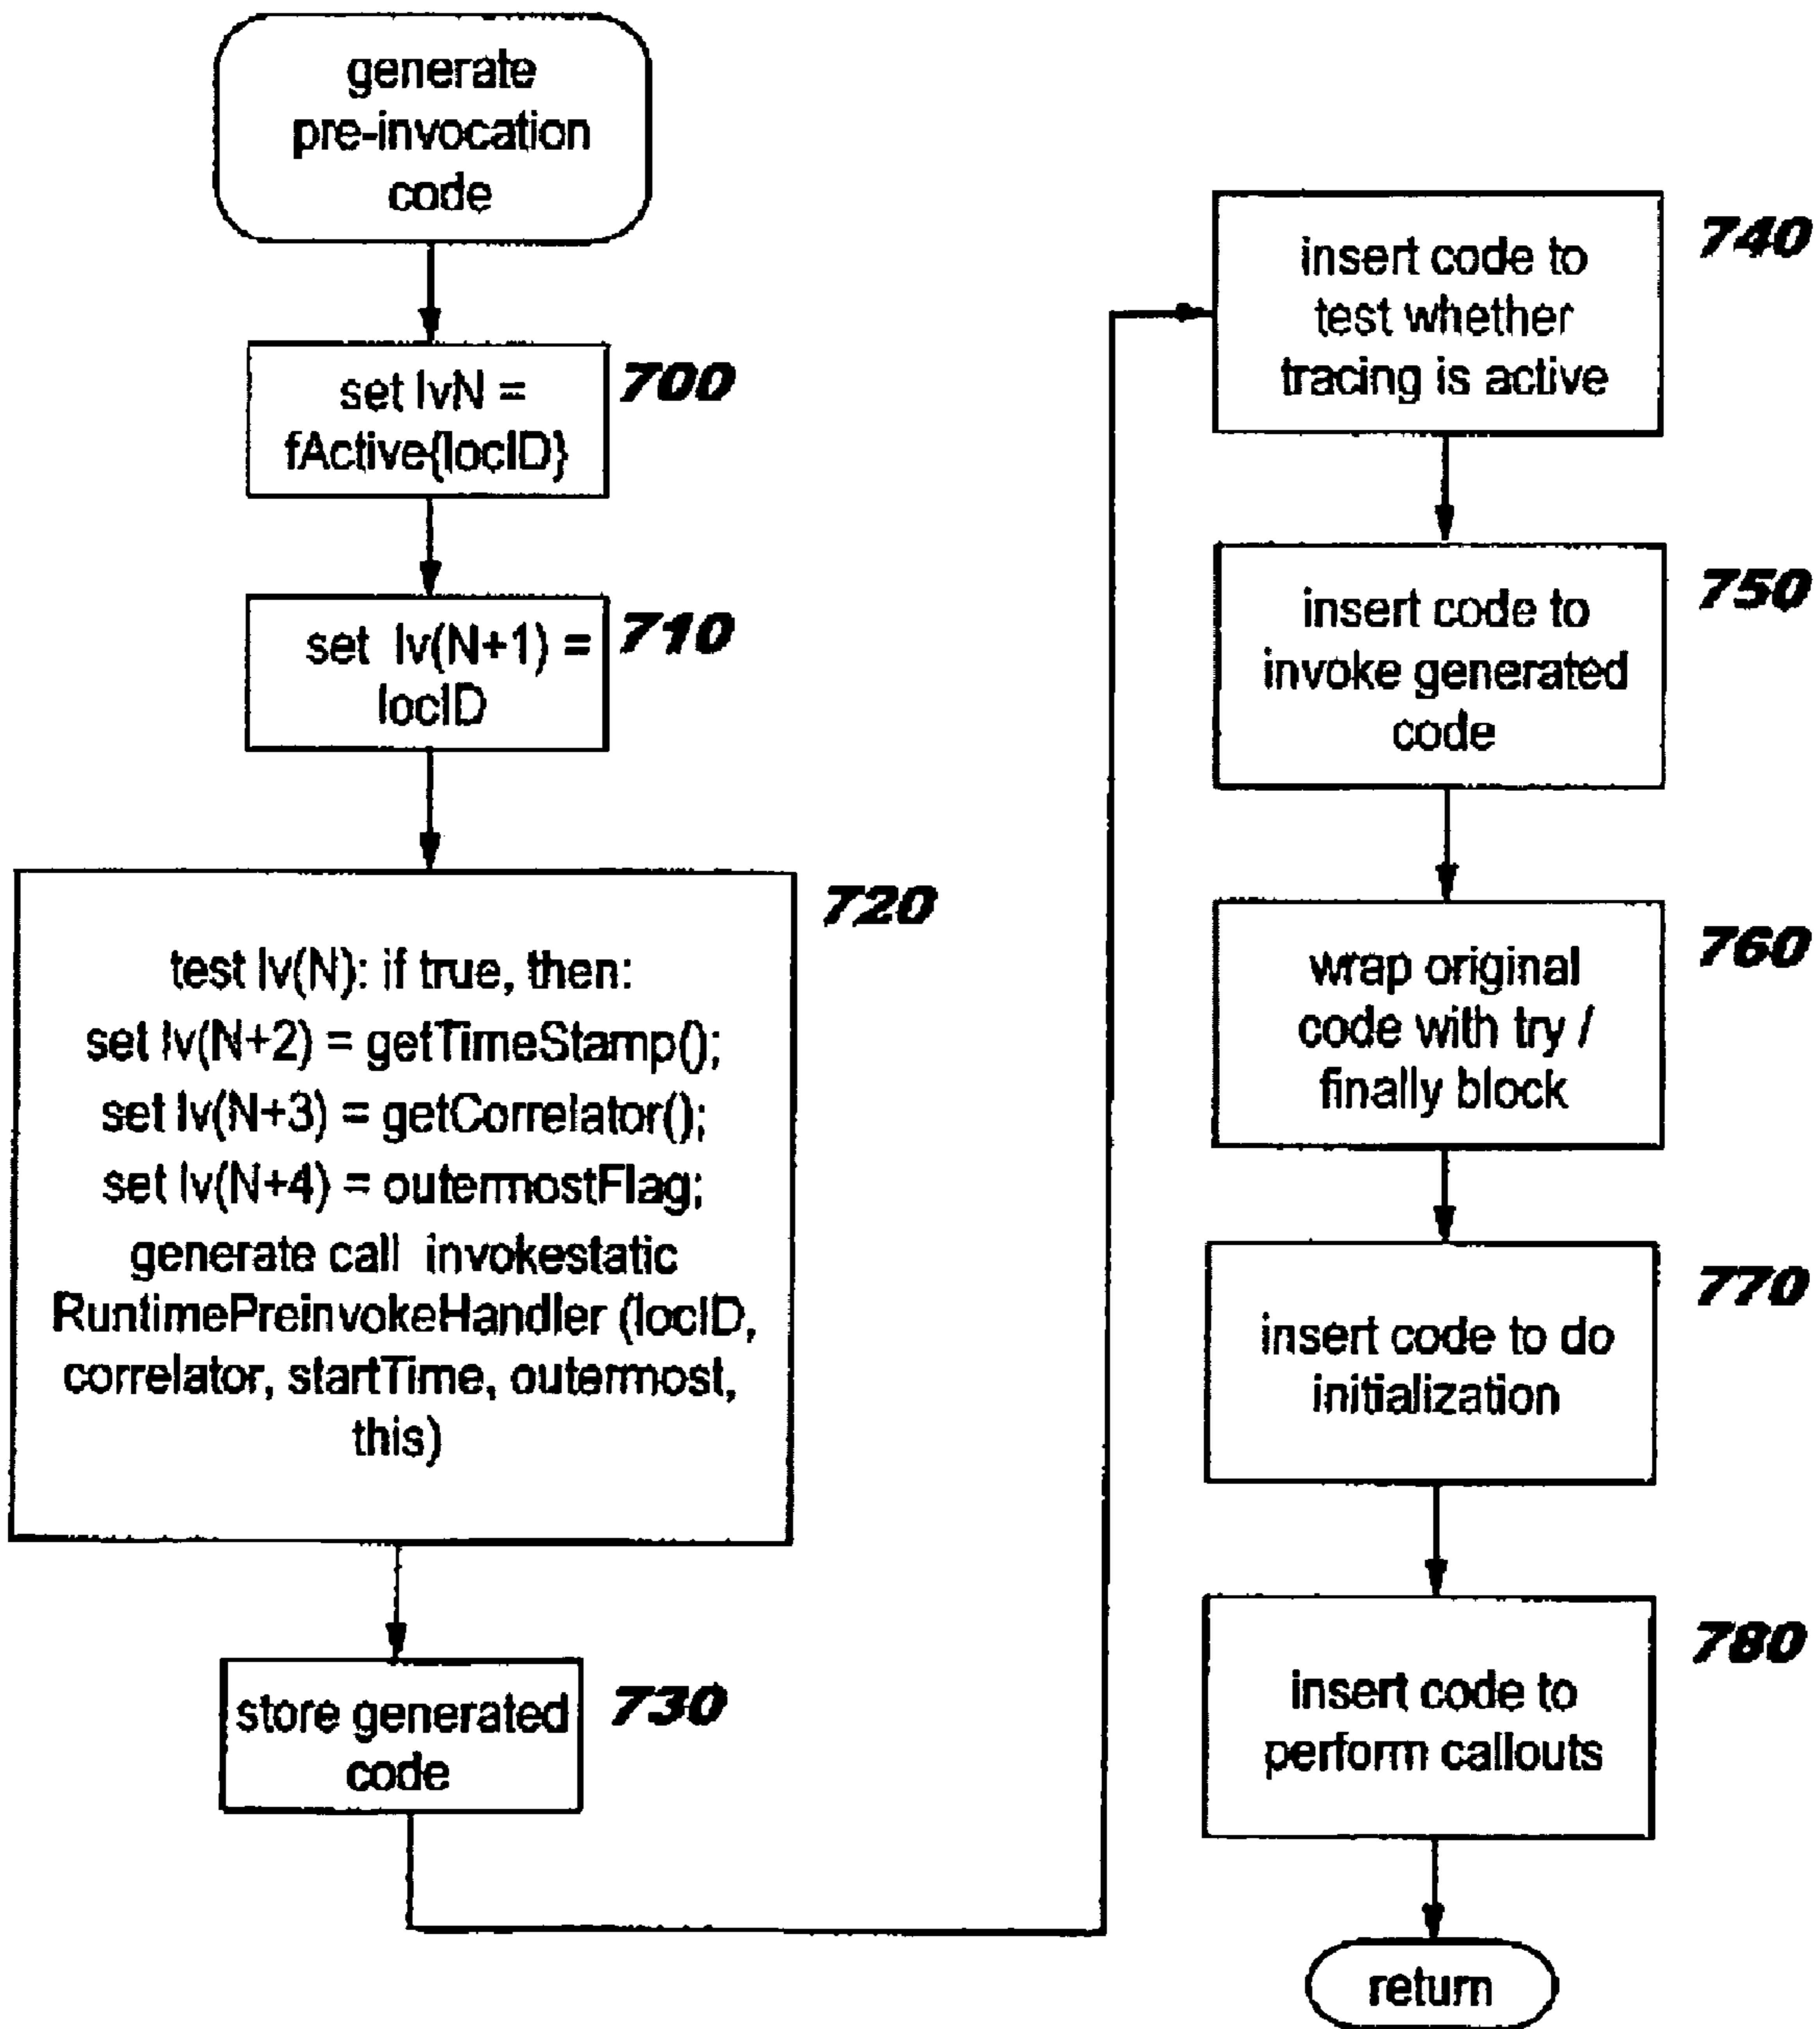 generate
pre-invocation
code
set lvN =
fActive{locID}
700
set lv(N+1) =
locID
710
720
test lv(N): if true, then:
set lv(N+2) = getTimeStamp();
set lv(N+3) = getCorrelator();
set lv(N+4) = outermostFlag;
generate call invokestatic
RuntimePreinvokeHandler (locID,
correlator, startTime, outermost,
this)
store generated
code
730
insert code to
test whether
tracing is active
740
insert code to
invoke generated
code
750
wrap original
code with try /
finally block
760
insert code to do
initialization
770
insert code to
perform callouts
780
return